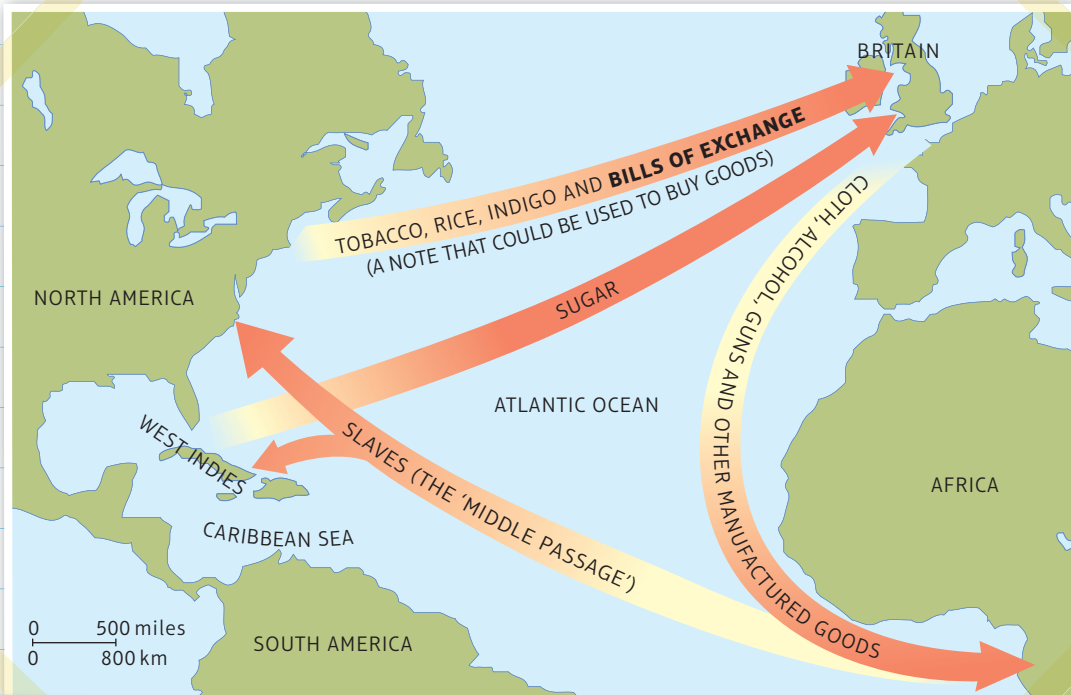 BRITAIN
TOBACCO, RICE, INDIGO AND BILLS OF EXCHANGE
(A NOTE THAT COULD BE USED TO BUY GOODS)
CLOTH, ALCOHOL, GUNS AND OTHER MANUFACTURED GOODS
NORTH AMERICA
SUGAR
ATLANTIC OCEAN
WEST INDIES
SLAVES (THE ‘MIDDLE PASSAGE’)
AFRICA
CARIBBEAN SEA
SOUTH AMERICA
0 500 miles
0 800 km